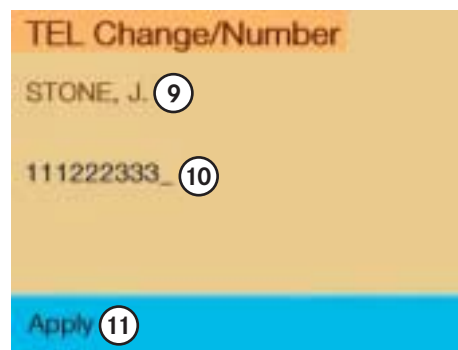 TEL Change/Number
STONE, J. 9
111222333_ 10
Apply 11